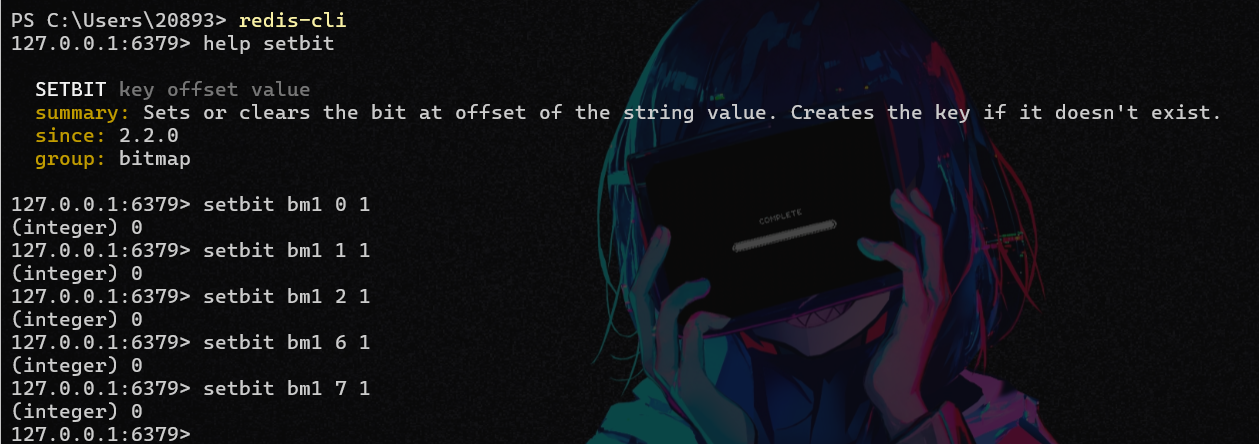 PS C:\Users\20893> redis-cli
127.0.0.1:6379> help setbit
SETBIT key offset value
summary: Sets or clears the bit at offset of the string value. Creates the key if it doesn't exist.
since: 2.2.0
group: bitmap
127.0.0.1:6379> setbit bm1 0 1
(integer) 0
127.0.0.1:6379> setbit bm1 1 1
(integer) 0
127.0.0.1:6379> setbit bm1 2 1
(integer) 0
127.0.0.1:6379> setbit bm1 6 1
(integer) 0
127.0.0.1:6379> setbit bm1 7 1
(integer) 0
127.0.0.1:6379>
COMPLETE